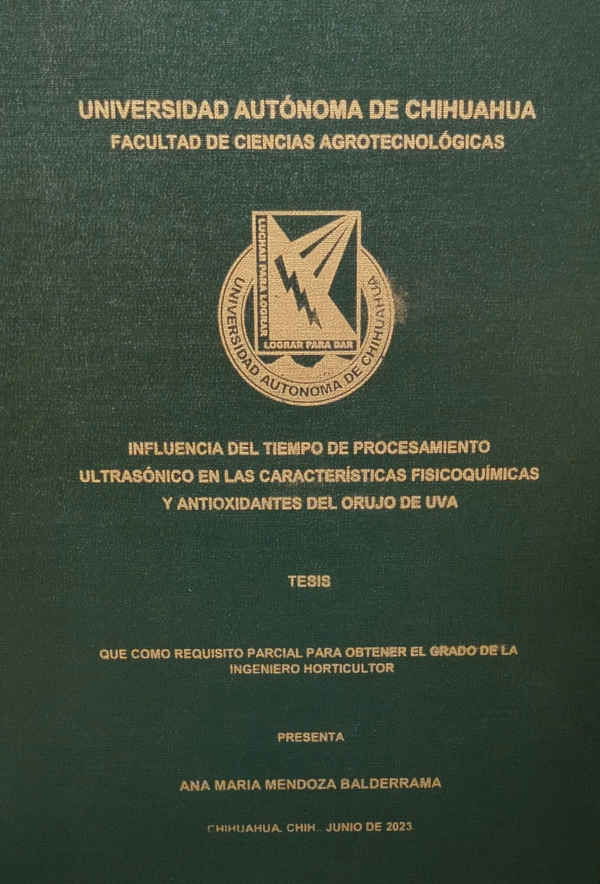 UNIVERSIDAD AUTÓNOMA DE CHIHUAHUA
FACULTAD DE CIENCIAS AGROTECNOLÓGICAS
LUCHAR PARA LOGRAR
LOGRAR PARA DAR
UNIVERSIDAD AUTONOMA DE CHIHUAHUA
INFLUENCIA DEL TIEMPO DE PROCESAMIENTO
ULTRASÓNICO EN LAS CARACTERÍSTICAS FISICOQUÍMICAS
Y ANTIOXIDANTES DEL ORUJO DE UVA
TESIS
QUE COMO REQUISITO PARCIAL PARA OBTENER EL GRADO DE LA
INGENIERO HORTICULTOR
PRESENTA
ANA MARIA MENDOZA BALDERRAMA
CHIHUAHUA, CHIH., JUNIO DE 2023